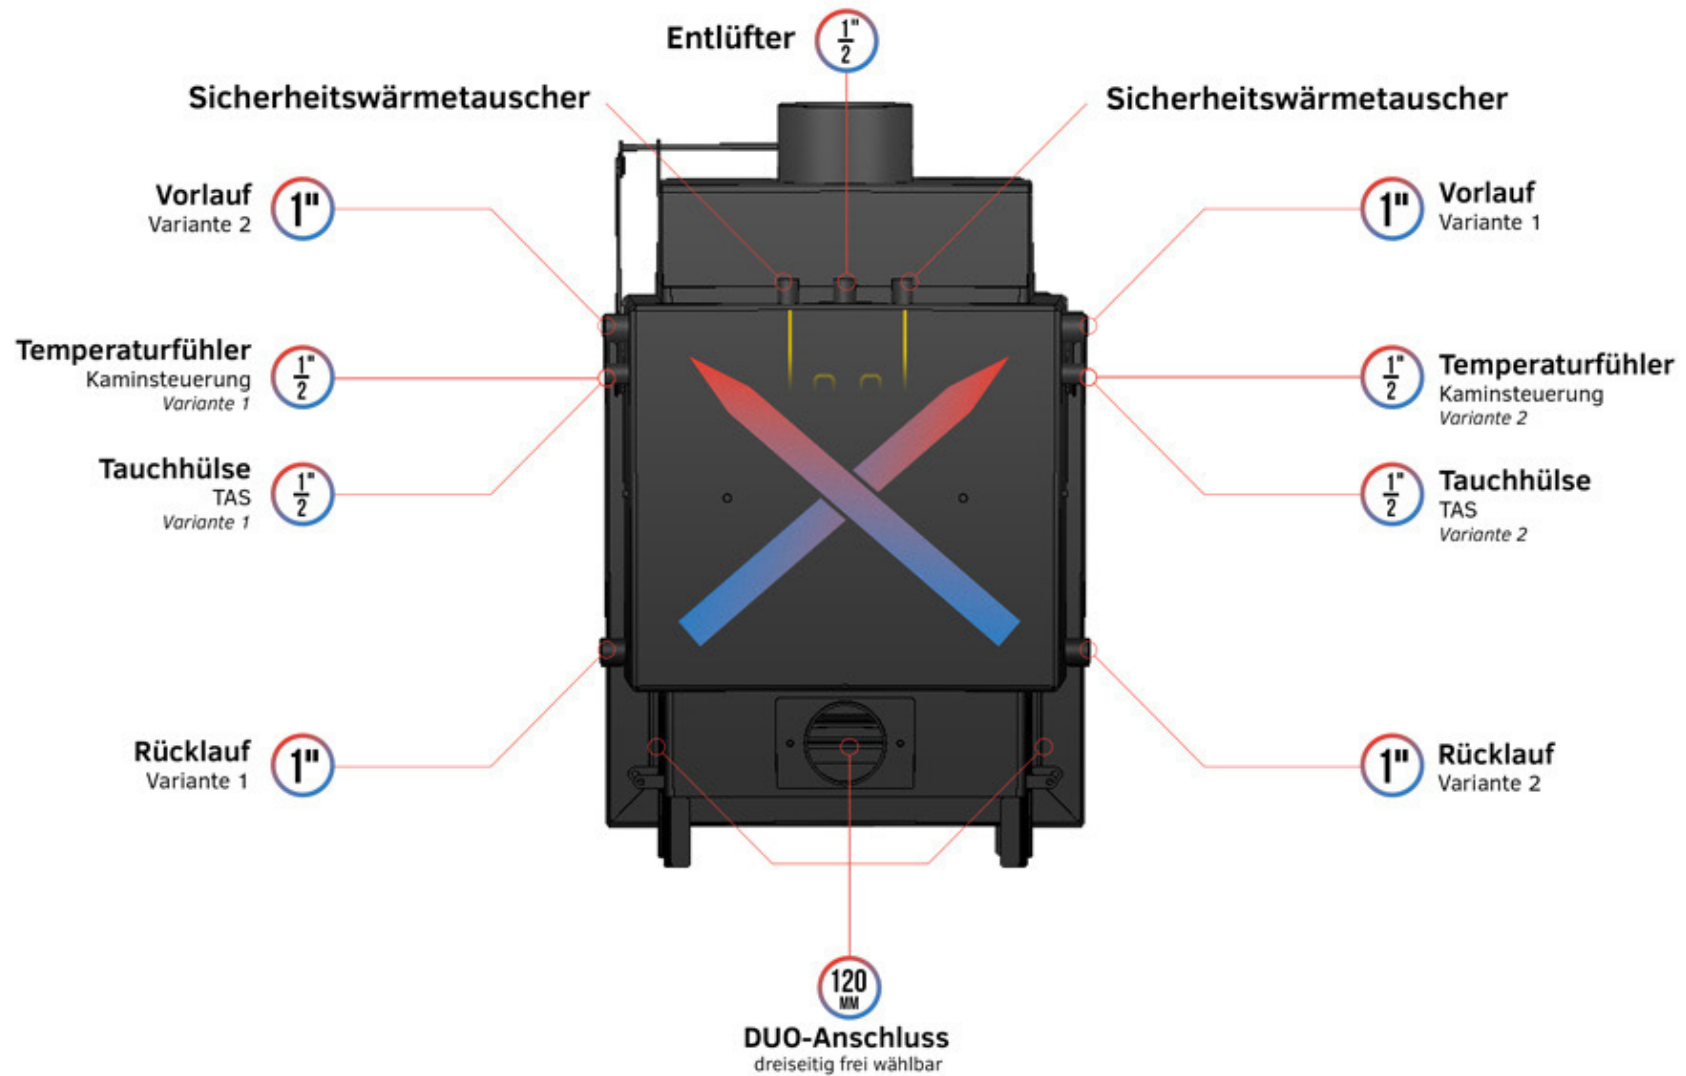 Entlüfter
1"
2
Sicherheitswärmetauscher
Sicherheitswärmetauscher
Vorlauf
Variante 2
1"
1"
Vorlauf
Variante 1
Temperaturfühler
Kaminsteuerung
Variante 1
1"
2
1"
2
Temperaturfühler
Kaminsteuerung
Variante 2
Tauchhülse
TAS
Variante 1
1"
2
1"
2
Tauchhülse
TAS
Variante 2
Rücklauf
Variante 1
1"
1"
Rücklauf
Variante 2
120
MM
DUO-Anschluss
dreiseitig frei wählbar